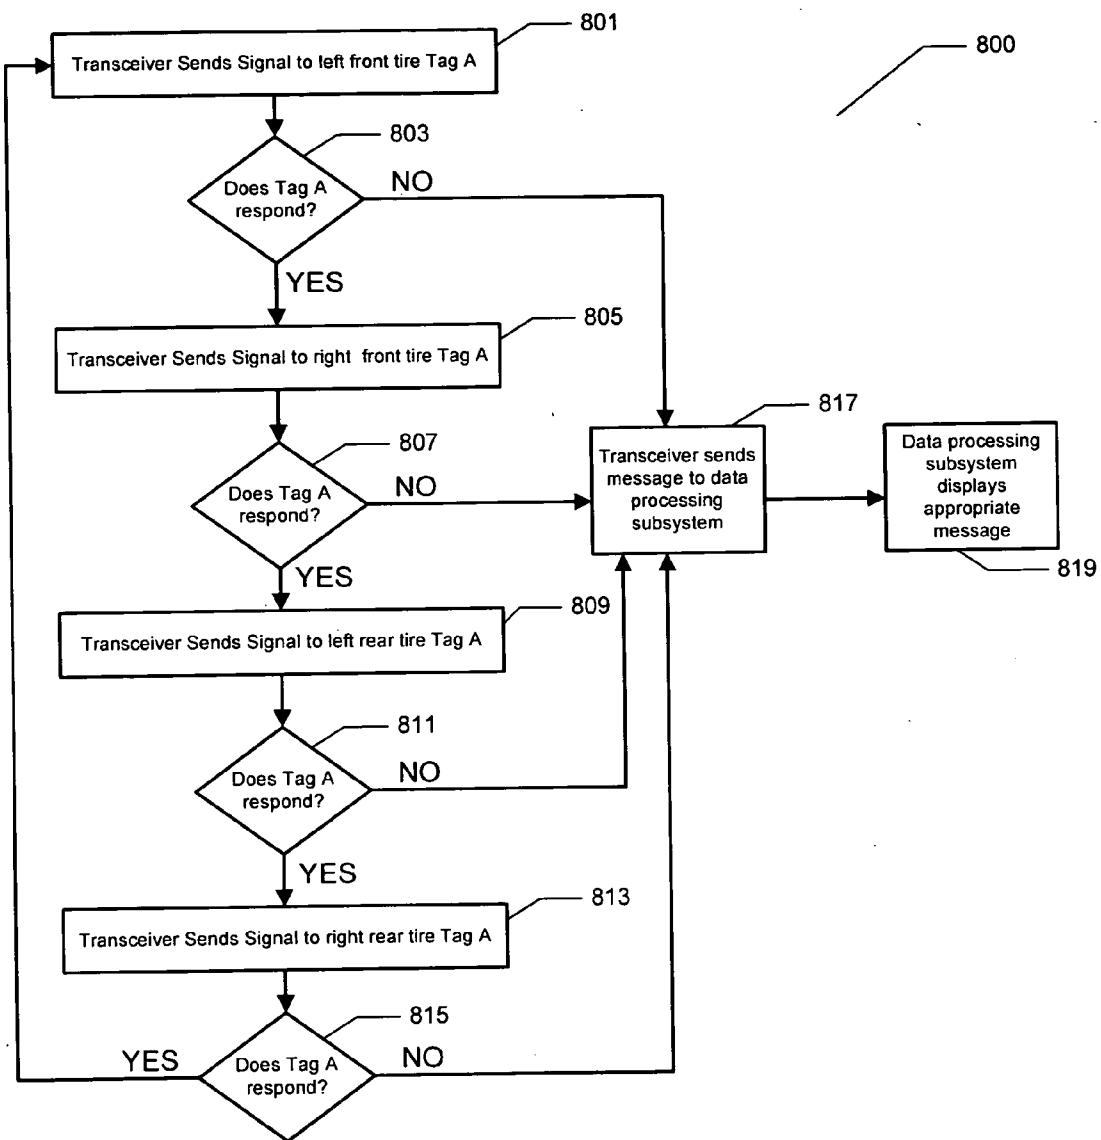 801
Transceiver Sends Signal to left front tire Tag A
800
803
Does Tag A
respond?
NO
YES
805
Transceiver Sends Signal to right front tire Tag A
807
Does Tag A
respond?
NO
YES
817
Transceiver sends
message to data
processing
subsystem
Data processing
subsystem
displays
appropriate
message
819
809
Transceiver Sends Signal to left rear tire Tag A
811
Does Tag A
respond?
NO
YES
813
Transceiver Sends Signal to right rear tire Tag A
815
YES
Does Tag A
respond?
NO